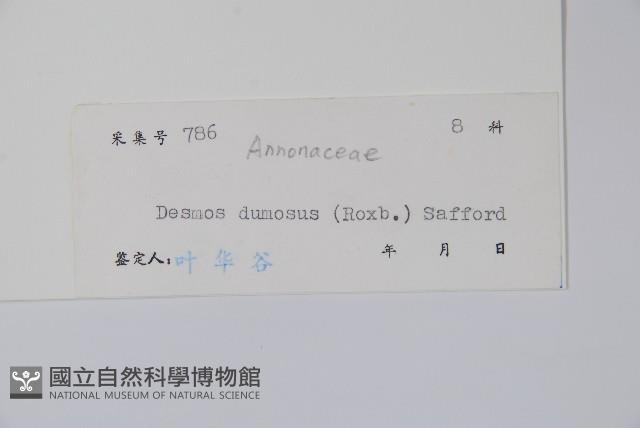 采集号 786 8 科
Annonaceae
Desmos dumosus (Roxb.) Safford
鉴定人: 叶华谷 年 月 日
國立自然科學博物館
NATIONAL MUSEUM OF NATURAL SCIENCE